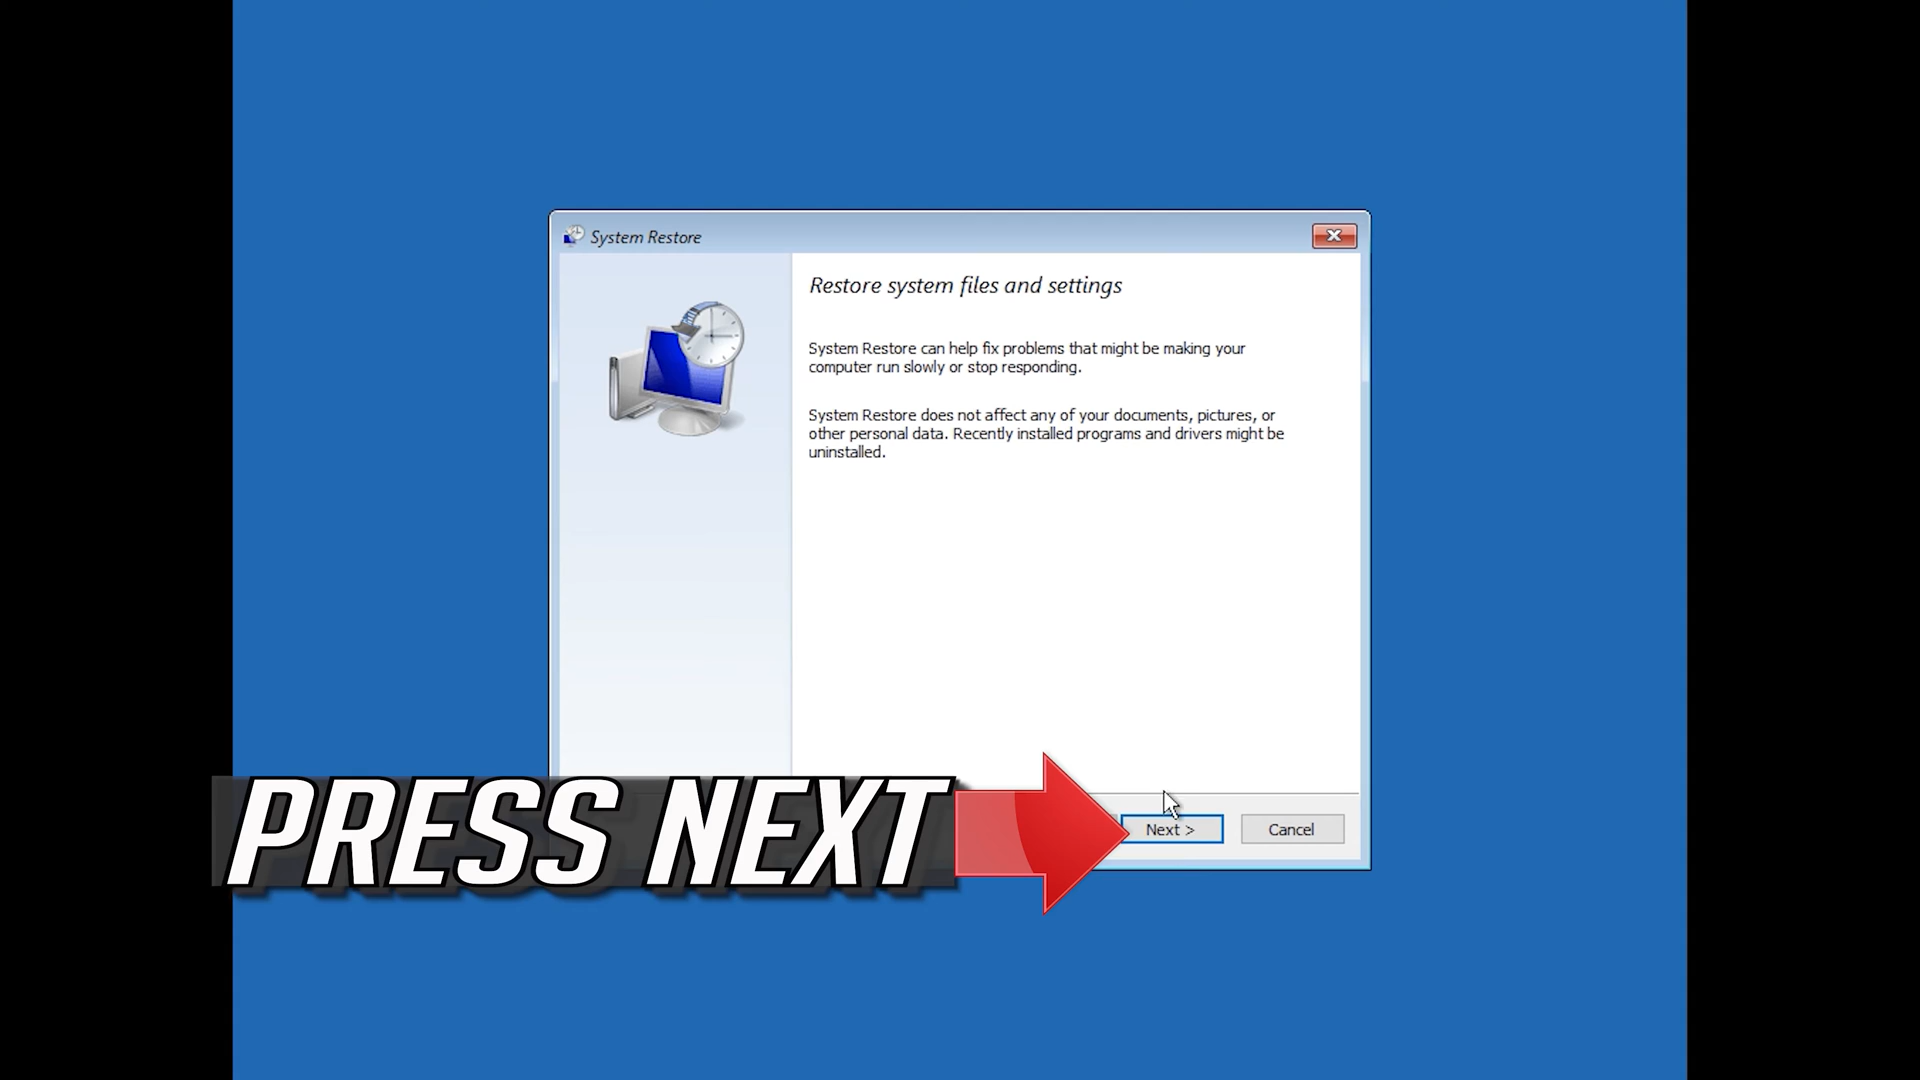 System Restore
Restore system files and settings
System Restore can help fix problems that might be making your
computer run slowly or stop responding.
System Restore does not affect any of your documents, pictures, or
other personal data. Recently installed programs and drivers might be
uninstalled.
PRESS NEXT
Next >
Cancel